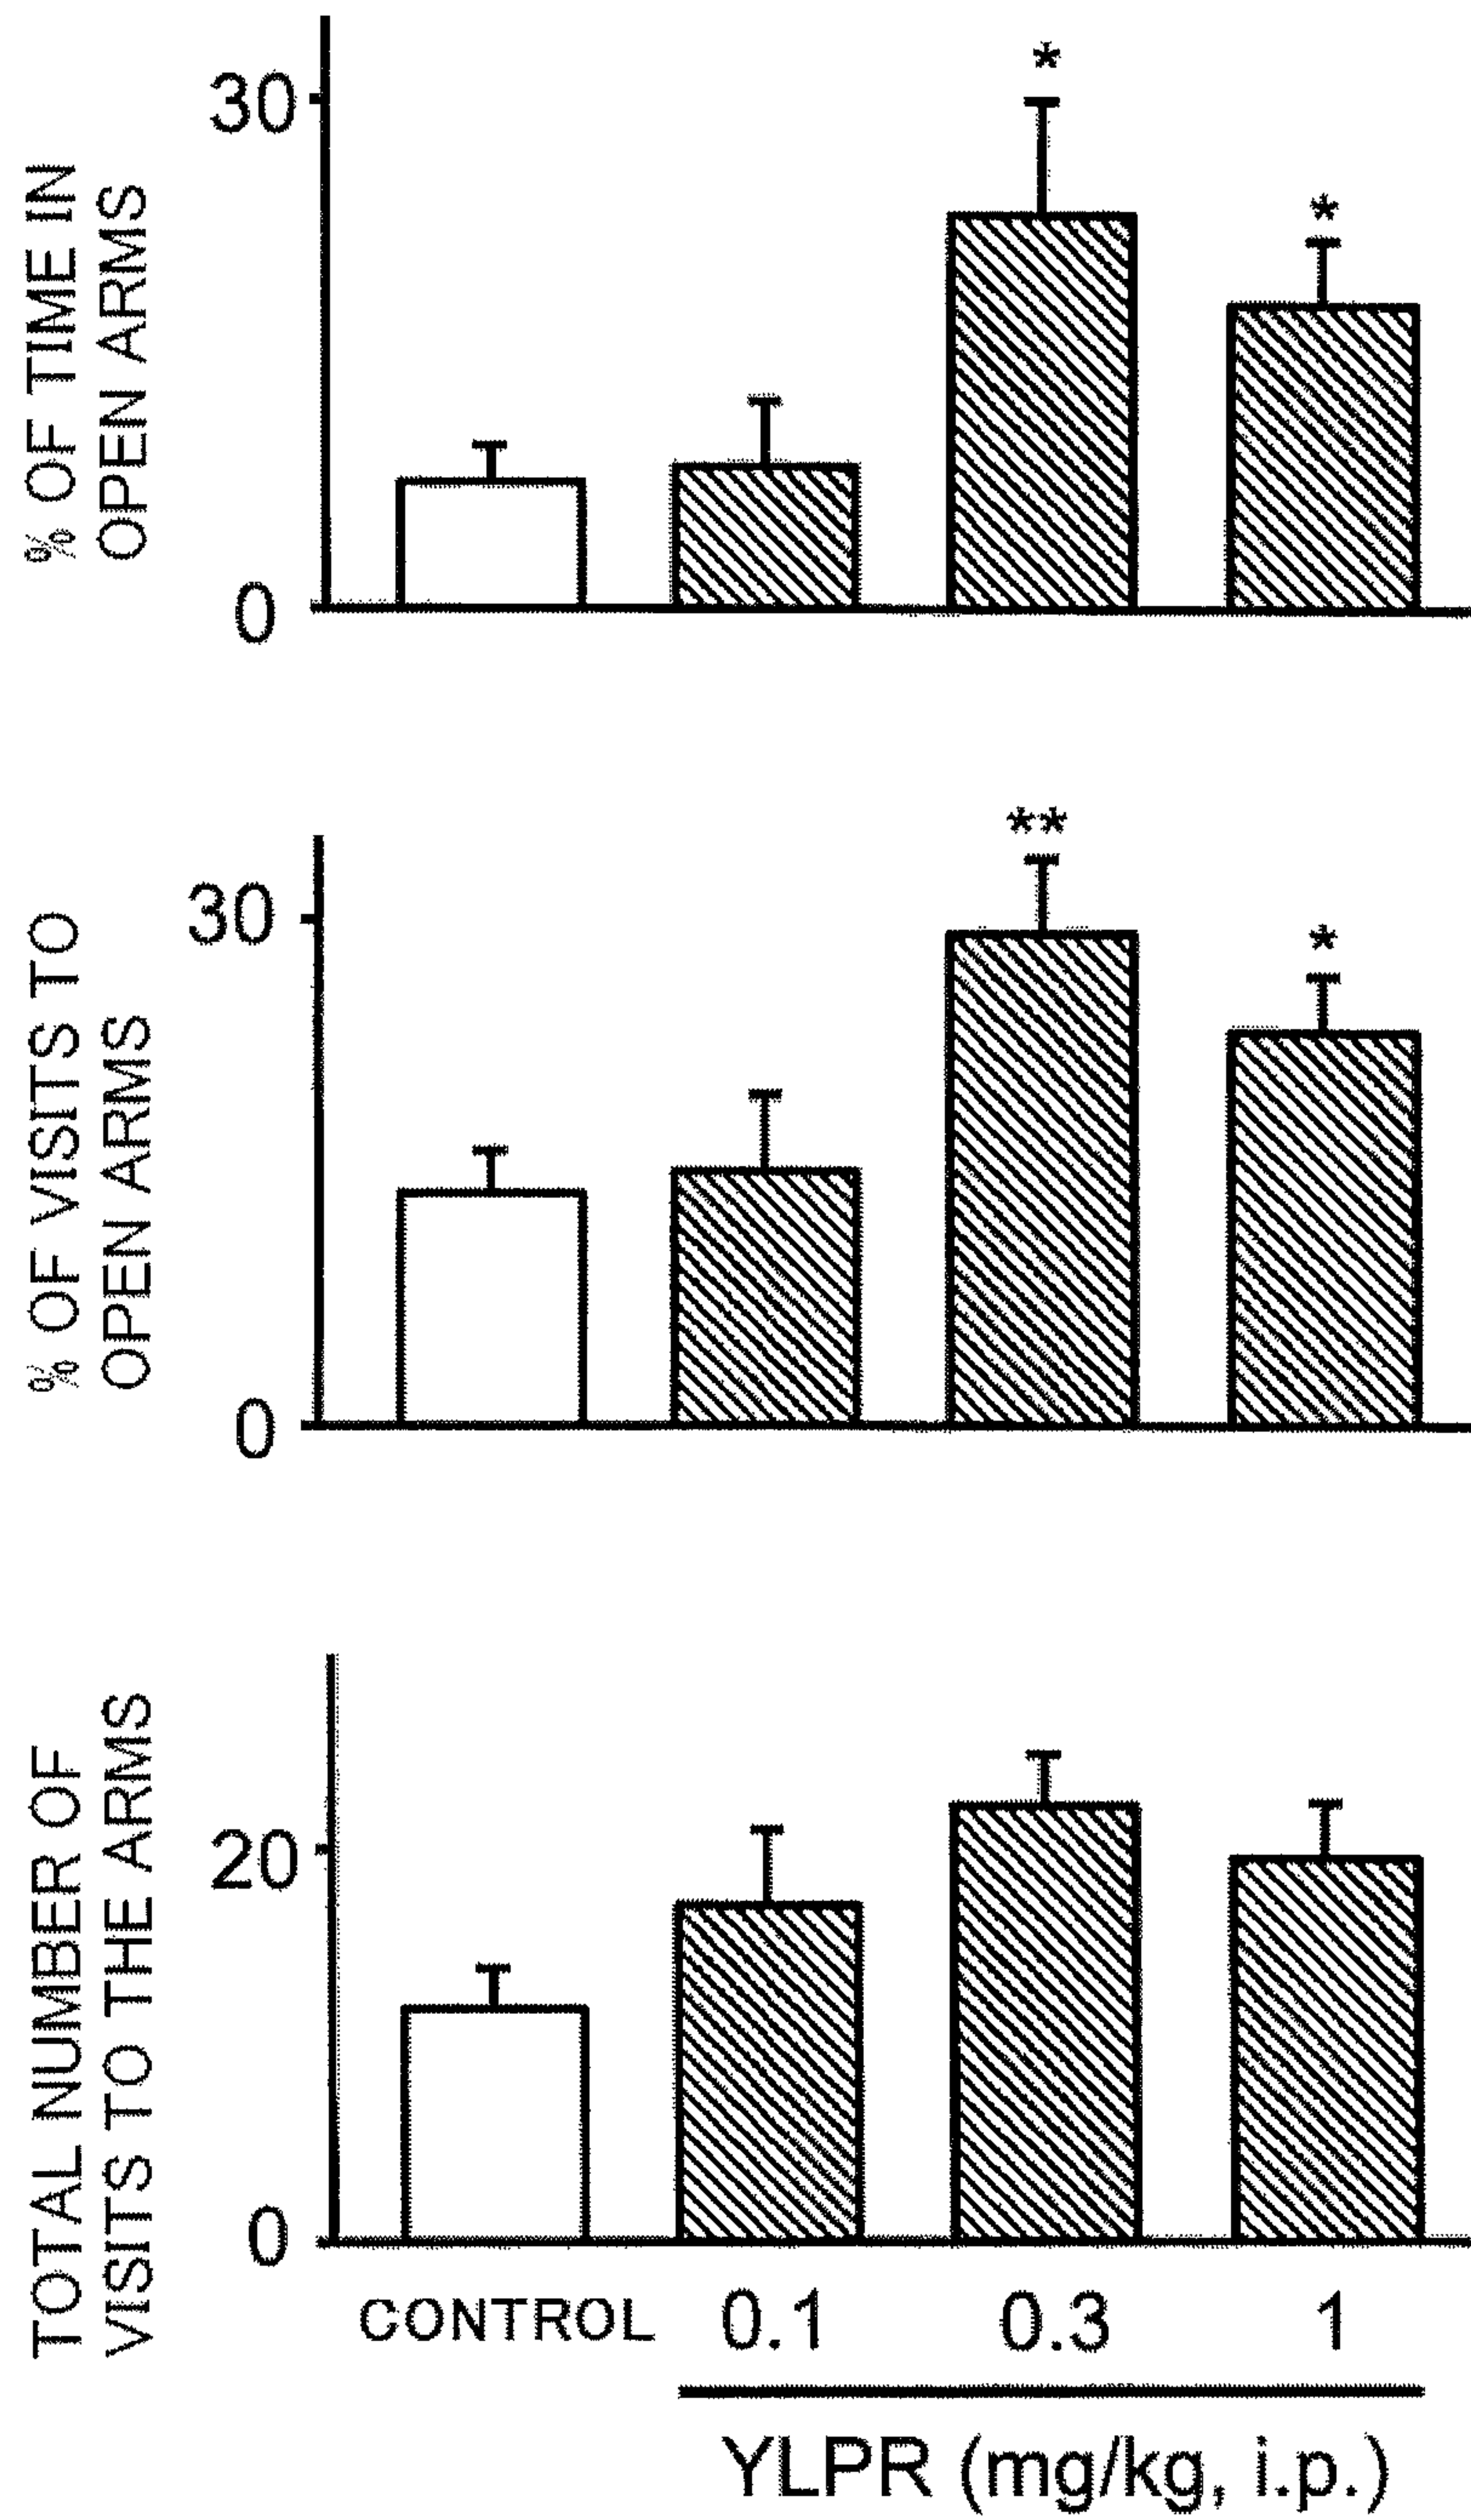 % OF TIME IN
OPEN ARMS
30
0
*
*
% OF VISITS TO
OPEN ARMS
30
0
**
*
TOTAL NUMBER OF
VISITS TO THE ARMS
20
0
CONTROL 0.1 0.3 1
YLPR (mg/kg, i.p.)